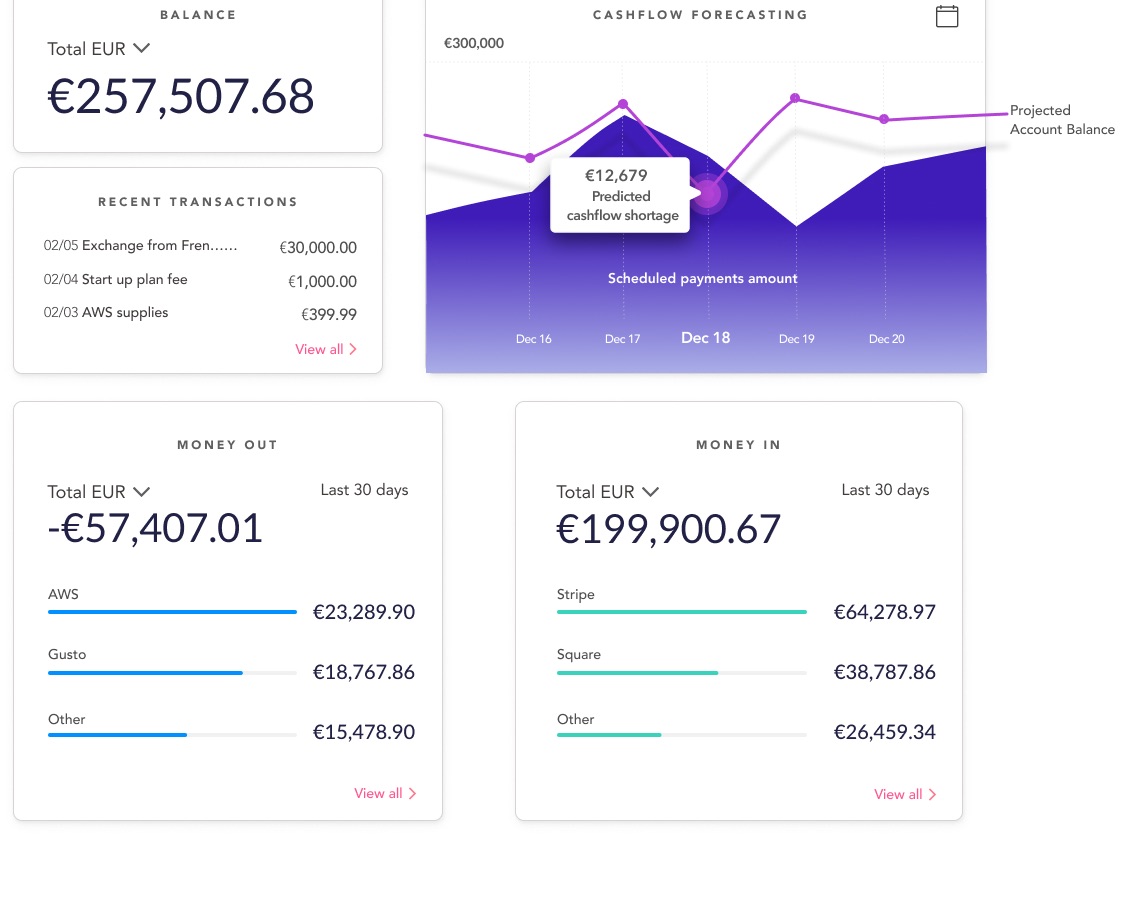 BALANCE
Total EUR
€257,507.68
RECENT TRANSACTIONS
02/05 Exchange from Fren...... €30,000.00
02/04 Start up plan fee €1,000.00
02/03 AWS supplies €399.99
View all
CASHFLOW FORECASTING
€300,000
Projected
Account Balance
€12,679
Predicted
cashflow shortage
Scheduled payments amount
Dec 16 Dec 17 Dec 18 Dec 19 Dec 20
MONEY OUT
Total EUR Last 30 days
-€57,407.01
AWS
€23,289.90
Gusto
€18,767.86
Other
€15,478.90
View all
MONEY IN
Total EUR Last 30 days
€199,900.67
Stripe
€64,278.97
Square
€38,787.86
Other
€26,459.34
View all